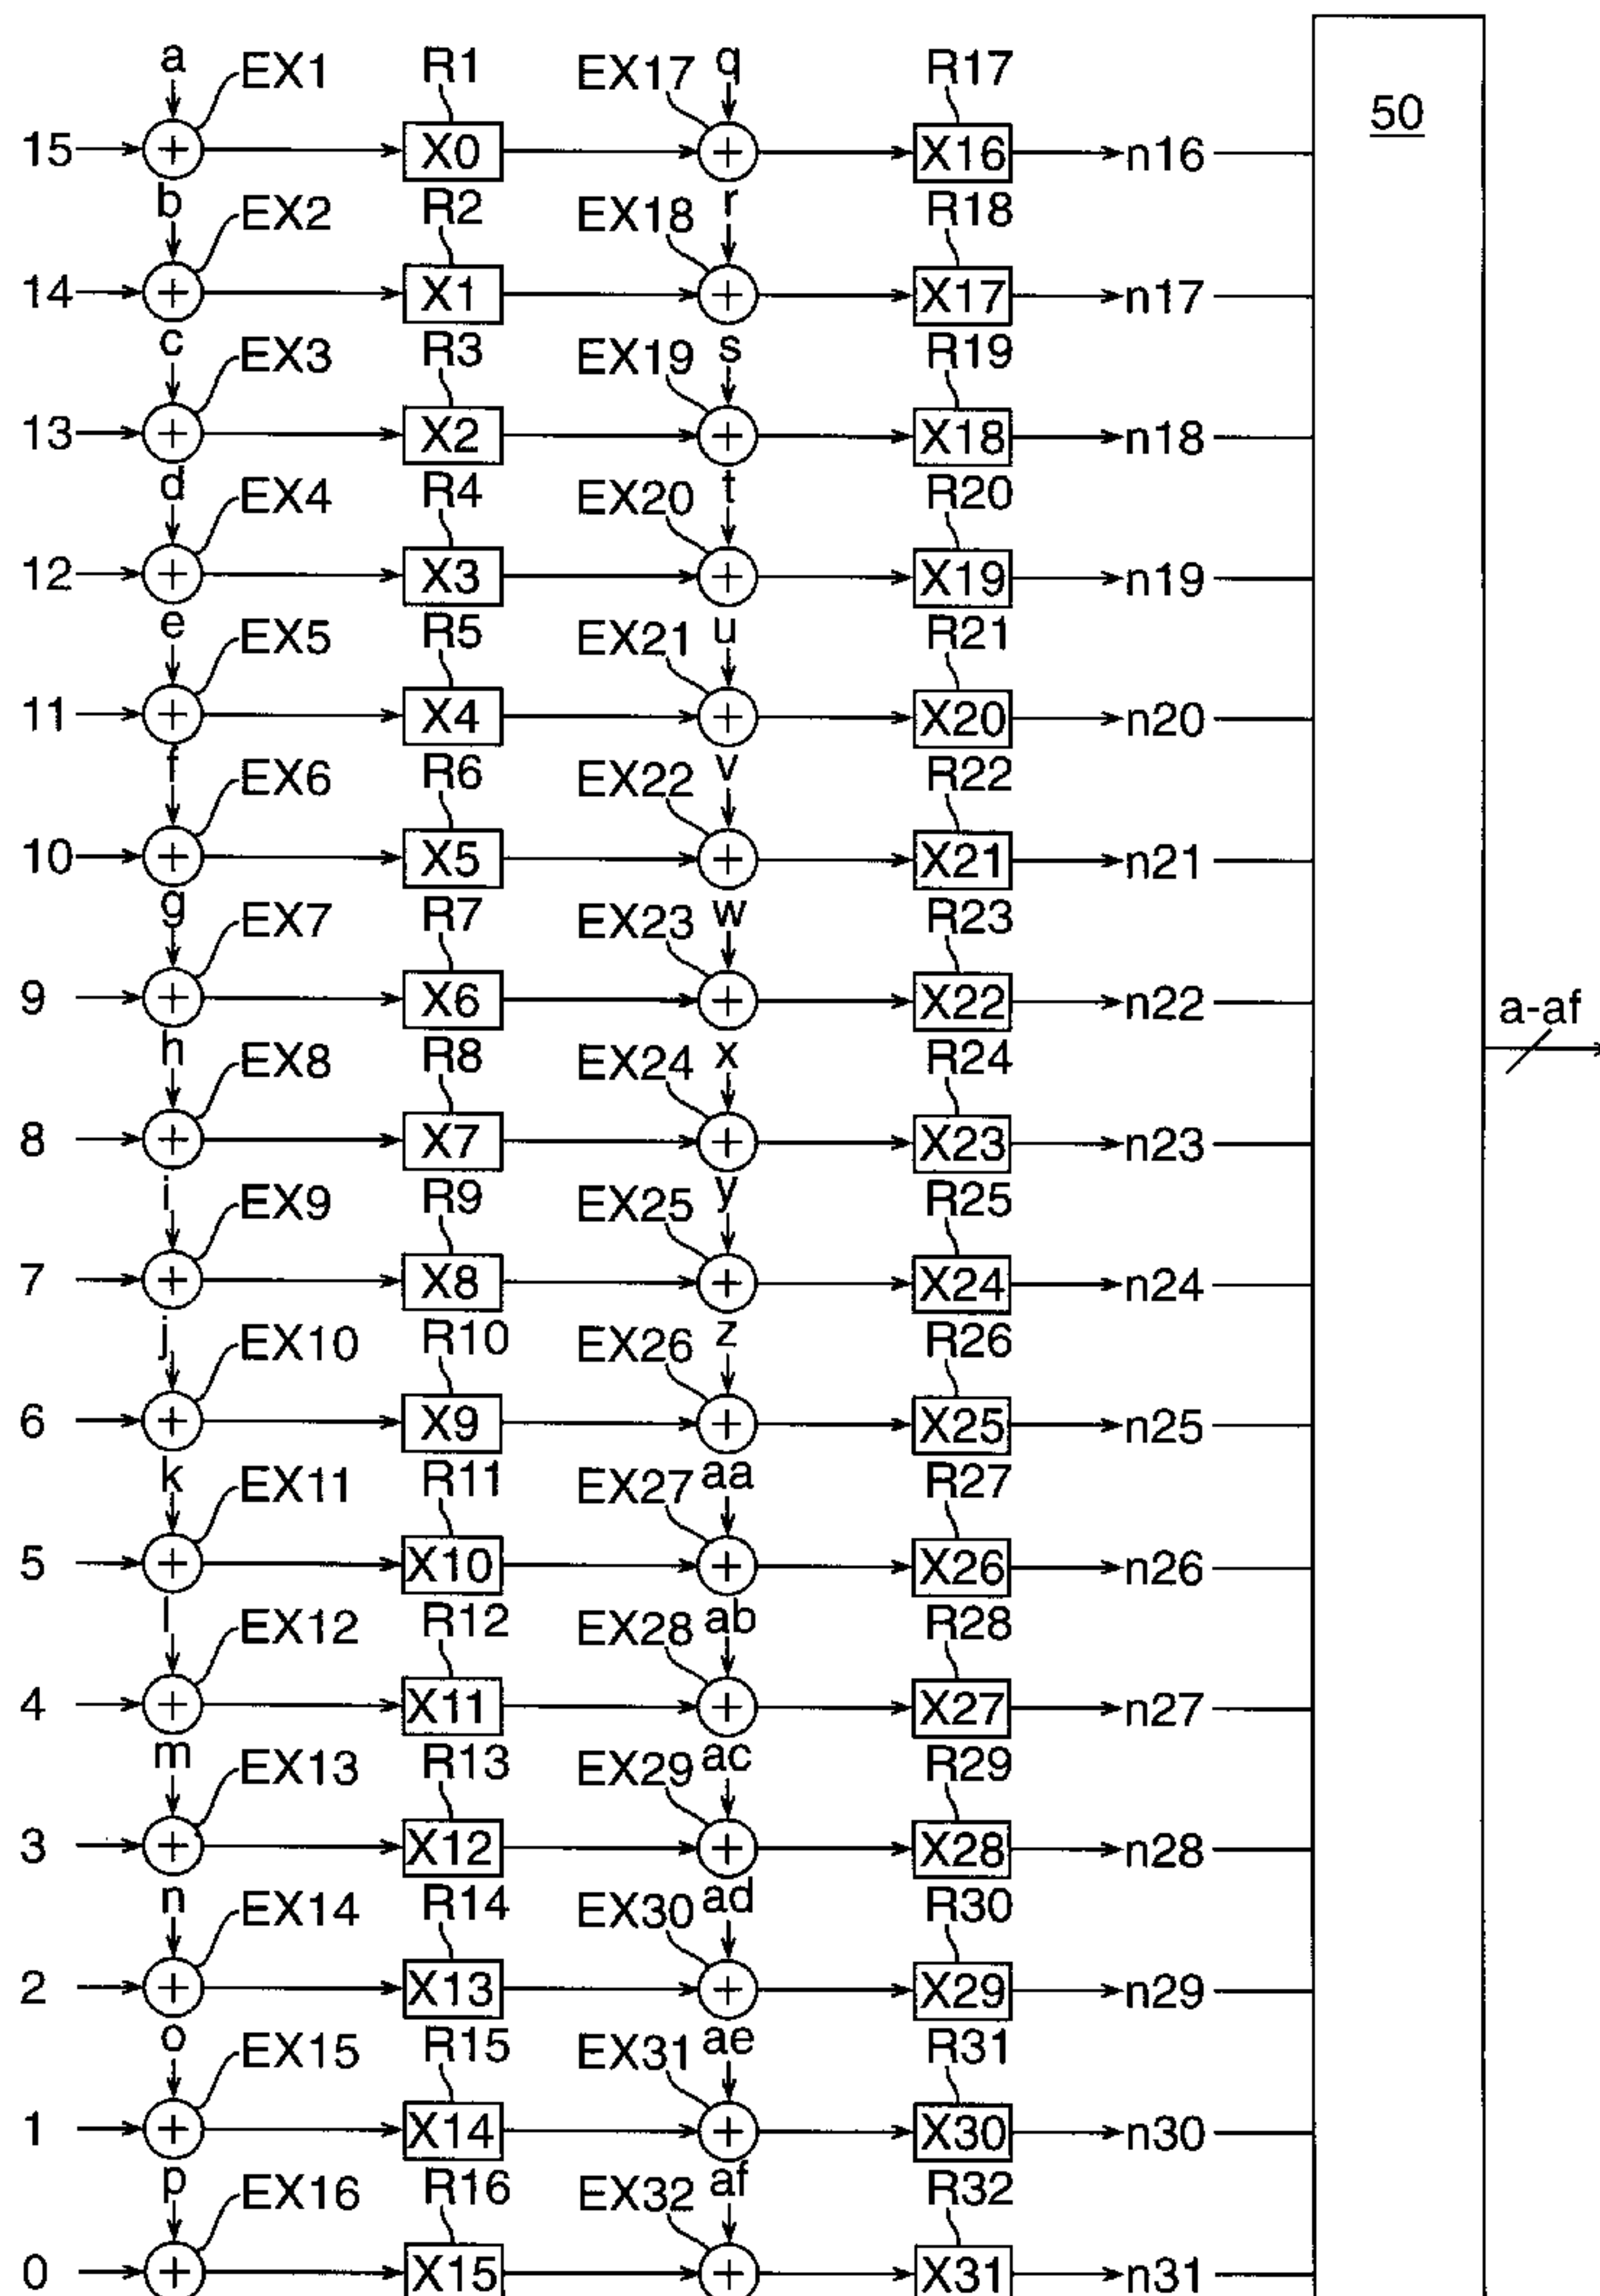 a EX1 R1 EX17 q R17
15 + X0 + X16 n16 50
b EX2 R2 EX18 r R18
14 + X1 + X17 n17
c EX3 R3 EX19 s R19
13 + X2 + X18 n18
d EX4 R4 EX20 t R20
12 + X3 + X19 n19
e EX5 R5 EX21 u R21
11 + X4 + X20 n20
f EX6 R6 EX22 v R22
10 + X5 + X21 n21
g EX7 R7 EX23 w R23
9 + X6 + X22 n22 a-af
h EX8 R8 EX24 x R24
8 + X7 + X23 n23
i EX9 R9 EX25 y R25
7 + X8 + X24 n24
j EX10 R10 EX26 z R26
6 + X9 + X25 n25
k EX11 R11 EX27 aa R27
5 + X10 + X26 n26
l EX12 R12 EX28 ab R28
4 + X11 + X27 n27
m EX13 R13 EX29 ac R29
3 + X12 + X28 n28
n EX14 R14 EX30 ad R30
2 + X13 + X29 n29
o EX15 R15 EX31 ae R31
1 + X14 + X30 n30
p EX16 R16 EX32 af R32
0 + X15 + X31 n31